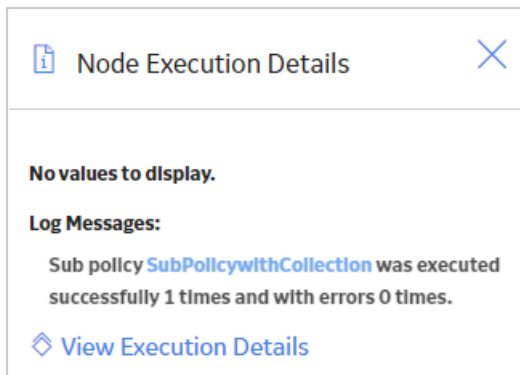 Node Execution Details
No values to display.
Log Messages:
Sub policy SubPolicywithCollection was executed
successfully 1 times and with errors 0 times.
View Execution Details